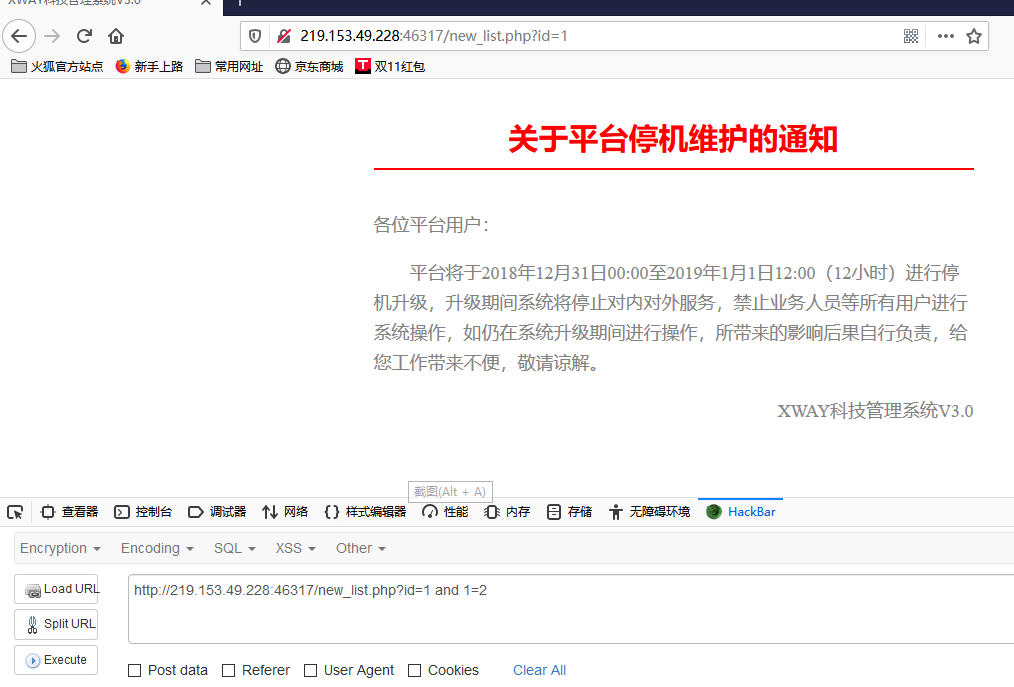 XWAY科技管理系统V3.0
219.153.49.228:46317/new_list.php?id=1
火狐官方站点 新手上路 常用网址 京东商城 双11红包
关于平台停机维护的通知
各位平台用户：
平台将于2018年12月31日00:00至2019年1月1日12:00（12小时）进行停
机升级，升级期间系统将停止对内对外服务，禁止业务人员等所有用户进行
系统操作，如仍在系统升级期间进行操作，所带来的影响后果自行负责，给
您工作带来不便，敬请谅解。
XWAY科技管理系统V3.0
截图(Alt + A)
查看器 控制台 调试器 网络 样式编辑器 性能 内存 存储 无障碍环境 HackBar
Encryption Encoding SQL XSS Other
Load URL
http://219.153.49.228:46317/new_list.php?id=1 and 1=2
Split URL
Execute
Post data Referer User Agent Cookies Clear All